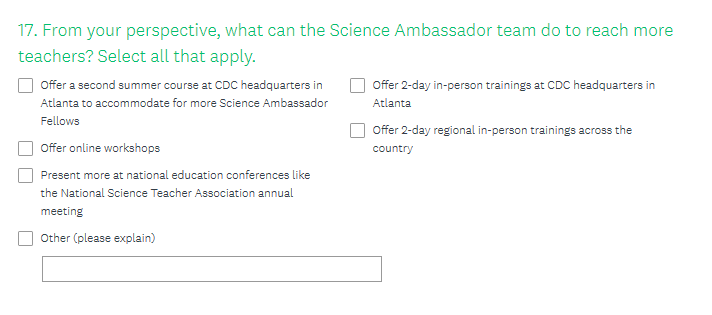 17. From your perspective, what can the Science Ambassador team do to reach more
teachers? Select all that apply.
Offer a second summer course at CDC headquarters in
Atlanta to accommodate for more Science Ambassador
Fellows
Offer online workshops
Present more at national education conferences like
the National Science Teacher Association annual
meeting
Other (please explain)
Offer 2-day in-person trainings at CDC headquarters in
Atlanta
Offer 2-day regional in-person trainings across the
country